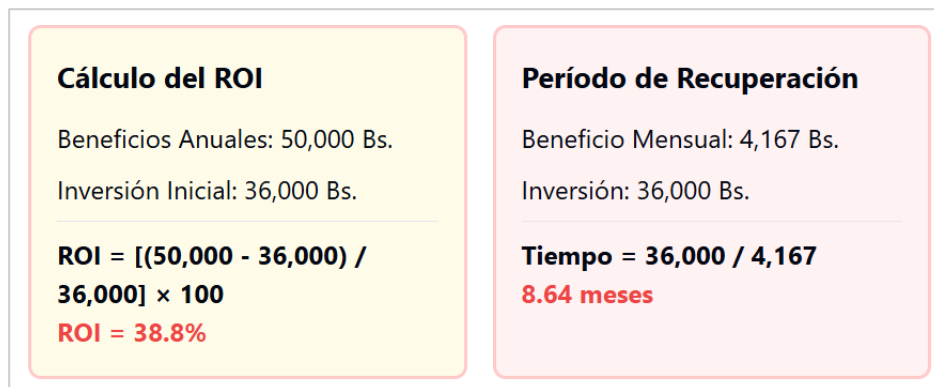 Cálculo del ROI
Beneficios Anuales: 50,000 Bs.
Inversión Inicial: 36,000 Bs.
ROI = [(50,000 - 36,000) /
36,000] × 100
ROI = 38.8%
Período de Recuperación
Beneficio Mensual: 4,167 Bs.
Inversión: 36,000 Bs.
Tiempo = 36,000 / 4,167
8.64 meses